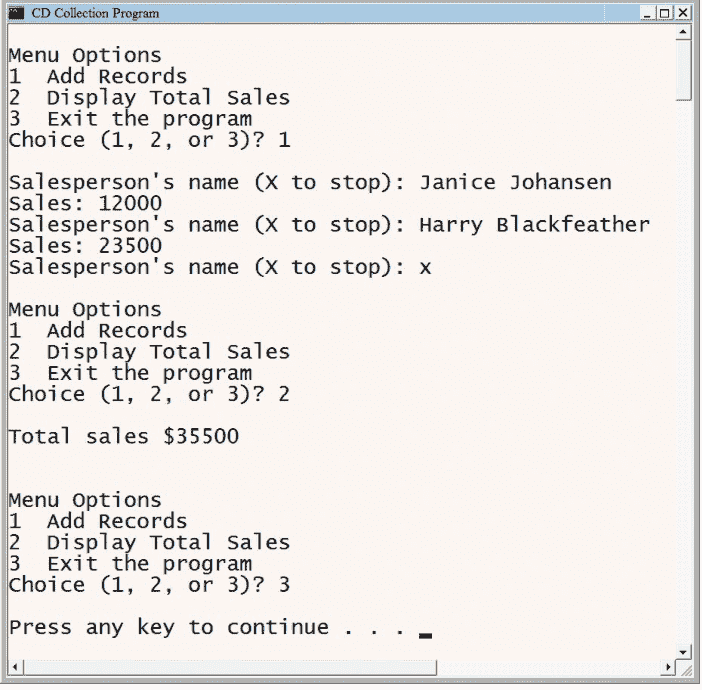 CD Collection Program
Menu Options
1  Add Records
2  Display Total Sales
3  Exit the program
Choice (1, 2, or 3)? 1
Salesperson's name (X to stop): Janice Johansen
Sales: 12000
Salesperson's name (X to stop): Harry Blackfeather
Sales: 23500
Salesperson's name (X to stop): x
Menu Options
1  Add Records
2  Display Total Sales
3  Exit the program
Choice (1, 2, or 3)? 2
Total sales $35500
Menu Options
1  Add Records
2  Display Total Sales
3  Exit the program
Choice (1, 2, or 3)? 3
Press any key to continue . . .